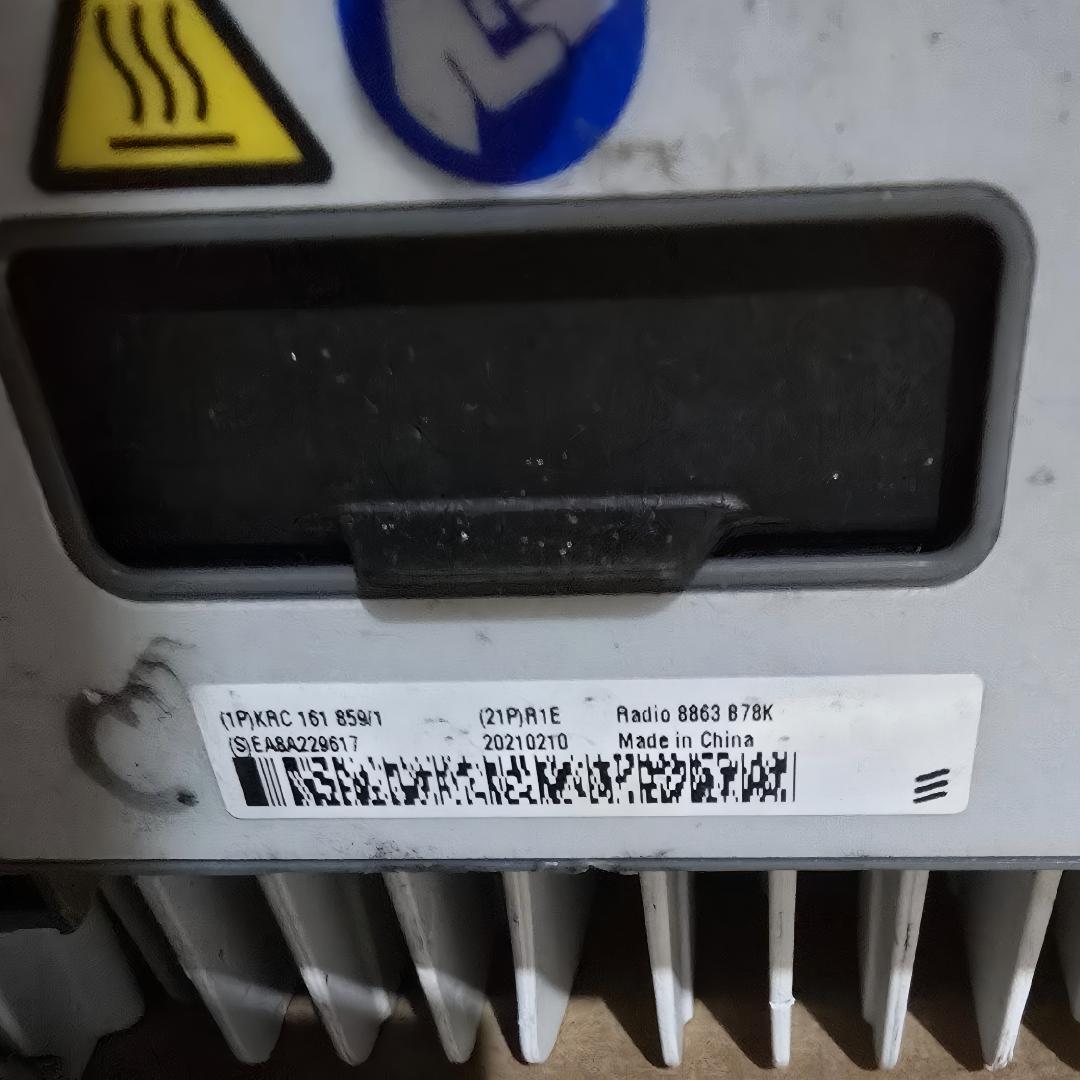 (1P)KRC 161 859/1 (21P)R1E Radio 8863 B78K
(S)EA8A229617 20210210 Made in China